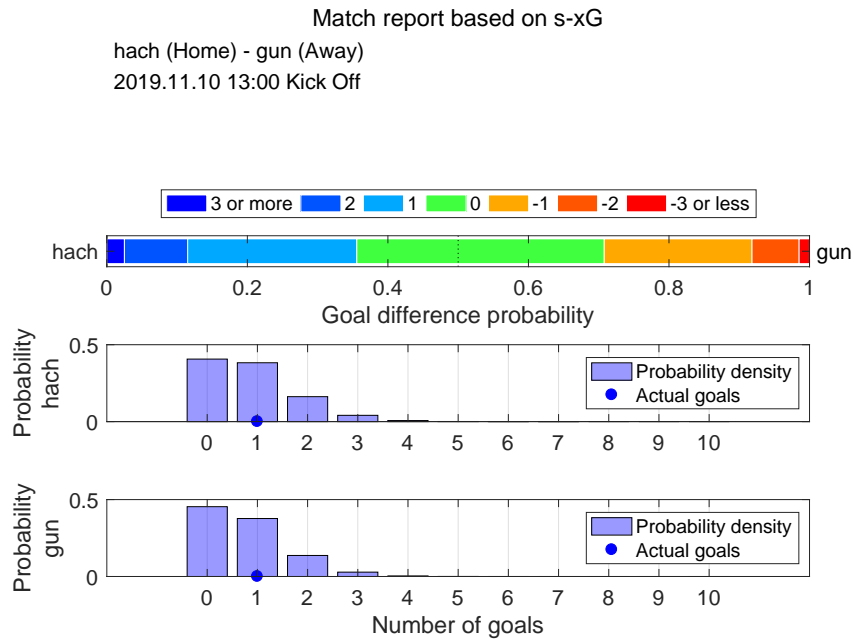 Match report based on s-xG
hach (Home) - gun (Away)
2019.11.10 13:00 Kick Off
3 or more 2 1 0 -1 -2 -3 or less
hach gun
0 0.2 0.4 0.6 0.8 1
Goal difference probability
Probability
hach
0.5
0
Probability density
Actual goals
0 1 2 3 4 5 6 7 8 9 10
Probability
gun
0.5
0
Probability density
Actual goals
0 1 2 3 4 5 6 7 8 9 10
Number of goals